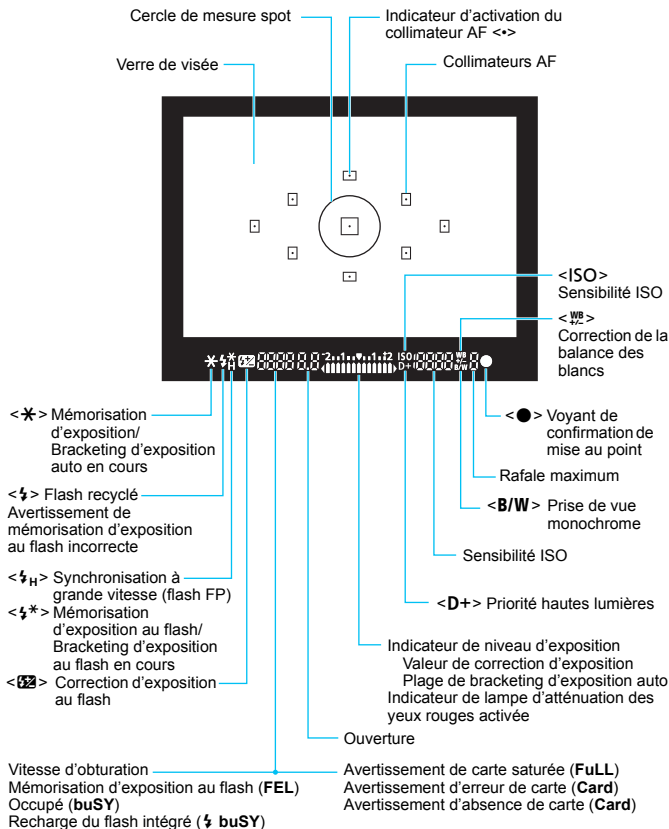 Cercle de mesure spot
Indicateur d'activation du
collimateur AF <•>
Verre de visée
Collimateurs AF
<ISO>
Sensibilité ISO
<WB +/->
Correction de la
balance des
blancs
-2..1..▼..1..+2 ISO WB +/-
D+ B/W
<✱> Mémorisation
d'exposition/
Bracketing d'exposition
auto en cours
<●> Voyant de
confirmation de
mise au point
Rafale maximum
<⚡> Flash recyclé
Avertissement de
mémorisation d'exposition
au flash incorrecte
<B/W> Prise de vue
monochrome
Sensibilité ISO
<⚡H> Synchronisation à
grande vitesse (flash FP)
<⚡*> Mémorisation
d'exposition au flash/
Bracketing d'exposition
au flash en cours
<D+> Priorité hautes lumières
<⚡±> Correction d'exposition
au flash
Indicateur de niveau d'exposition
Valeur de correction d'exposition
Plage de bracketing d'exposition auto
Indicateur de lampe d'atténuation des
yeux rouges activée
Ouverture
Vitesse d'obturation
Mémorisation d'exposition au flash (FEL)
Occupé (buSY)
Recharge du flash intégré (⚡ buSY)
Avertissement de carte saturée (FuLL)
Avertissement d'erreur de carte (Card)
Avertissement d'absence de carte (Card)